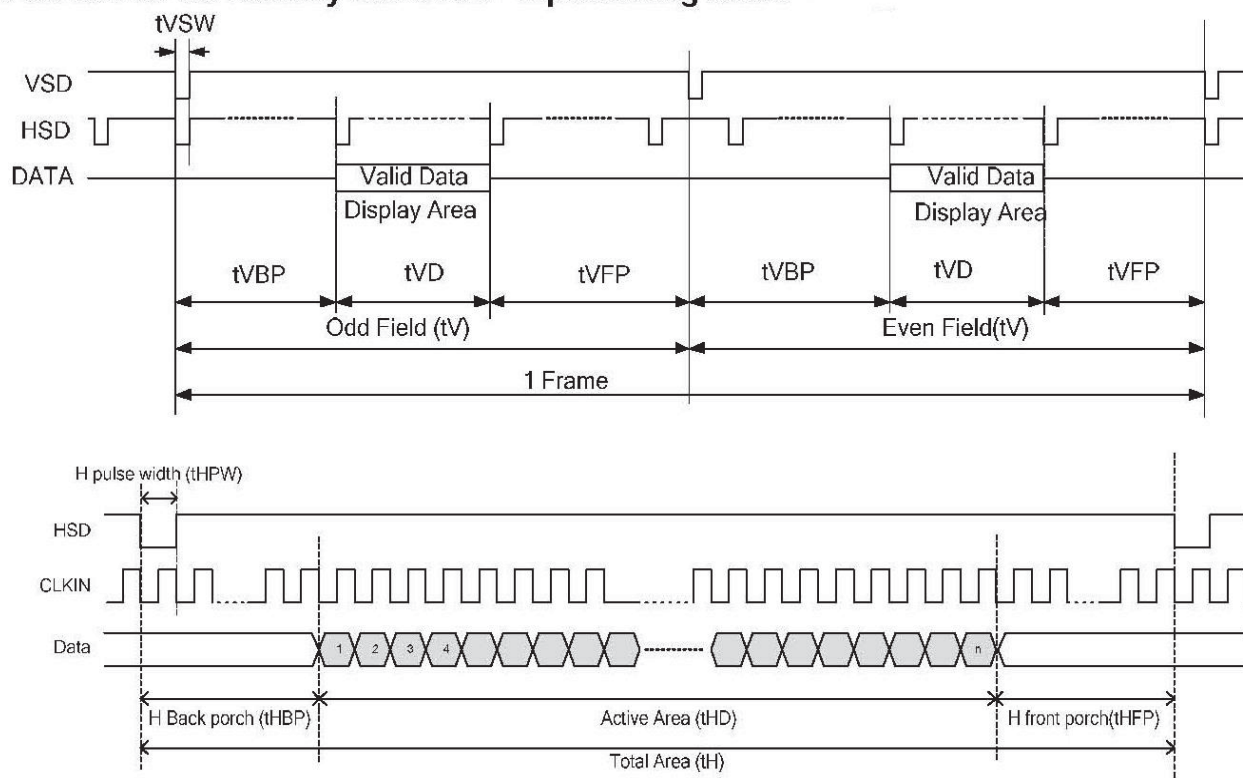 tVSW
VSD
HSD
DATA
Valid Data
Valid Data
Display Area
Display Area
tVBP
tVD
tVFP
tVBP
tVD
tVFP
Odd Field (tV)
Even Field(tV)
1 Frame
H pulse width (tHPW)
HSD
CLKIN
Data
1 2 3 4 n
H Back porch (tHBP)
Active Area (tHD)
H front porch(tHFP)
Total Area (tH)